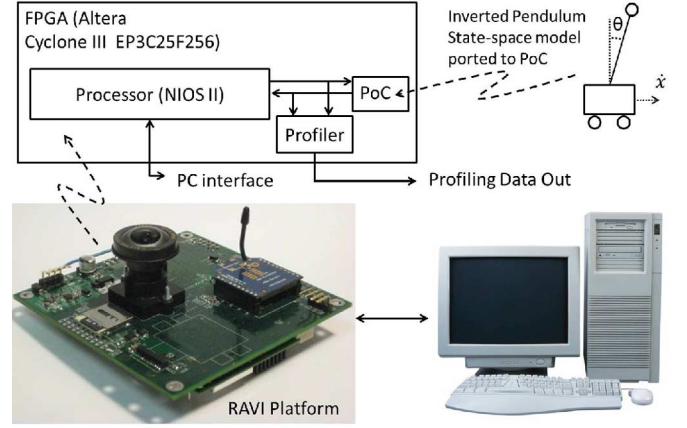 FPGA (Altera
Cyclone III EP3C25F256)
Processor (NIOS II)
PoC
Profiler
PC interface
Profiling Data Out
Inverted Pendulum
State-space model
ported to PoC
θ
ẋ
RAVI Platform